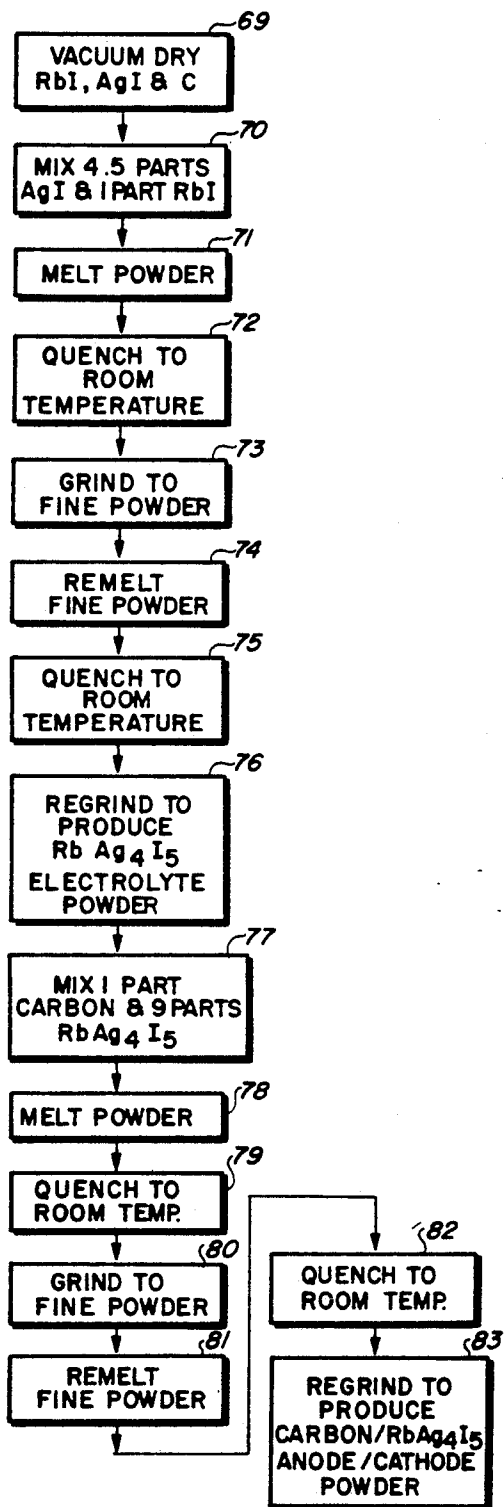 69
VACUUM DRY
RbI, AgI & C
70
MIX 4.5 PARTS
AgI & 1 PART RbI
71
MELT POWDER
72
QUENCH TO
ROOM
TEMPERATURE
73
GRIND TO
FINE POWDER
74
REMELT
FINE POWDER
75
QUENCH TO
ROOM
TEMPERATURE
76
REGRIND TO
PRODUCE
Rb Ag4 I5
ELECTROLYTE
POWDER
77
MIX 1 PART
CARBON & 9 PARTS
RbAg4 I5
78
MELT POWDER
79
QUENCH TO
ROOM TEMP.
80
GRIND TO
FINE POWDER
81
REMELT
FINE POWDER
82
QUENCH TO
ROOM TEMP.
83
REGRIND TO
PRODUCE
CARBON/RbAg4I5
ANODE/CATHODE
POWDER